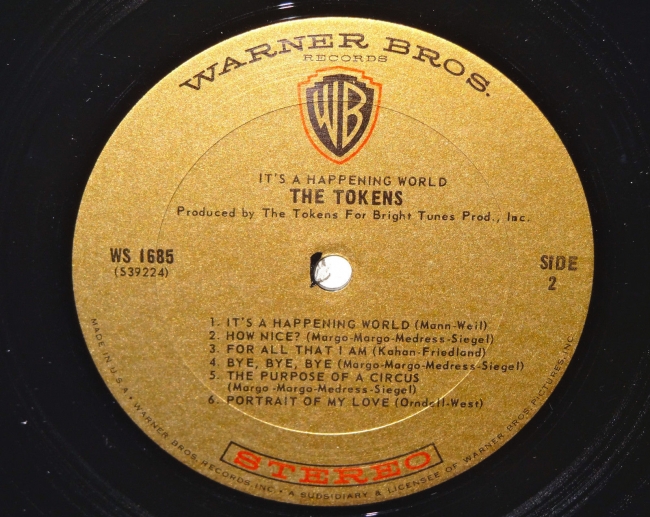 WARNER BROS.
RECORDS
WB
IT'S A HAPPENING WORLD
THE TOKENS
Produced by The Tokens For Bright Tunes Prod., Inc.
WS 1685
(S39224)
SIDE
2
1. IT'S A HAPPENING WORLD (Mann-Weil)
2. HOW NICE? (Margo-Margo-Medress-Siegel)
3. FOR ALL THAT I AM (Kahan-Friedland)
4. BYE, BYE, BYE (Margo-Margo-Medress-Siegel)
5. THE PURPOSE OF A CIRCUS
(Margo-Margo-Medress-Siegel)
6. PORTRAIT OF MY LOVE (Orndell-West)
STEREO
MADE IN U.S.A. • WARNER BROS. RECORDS INC. • A SUBSIDIARY & LICENSEE OF WARNER BROS. PICTURES, INC.